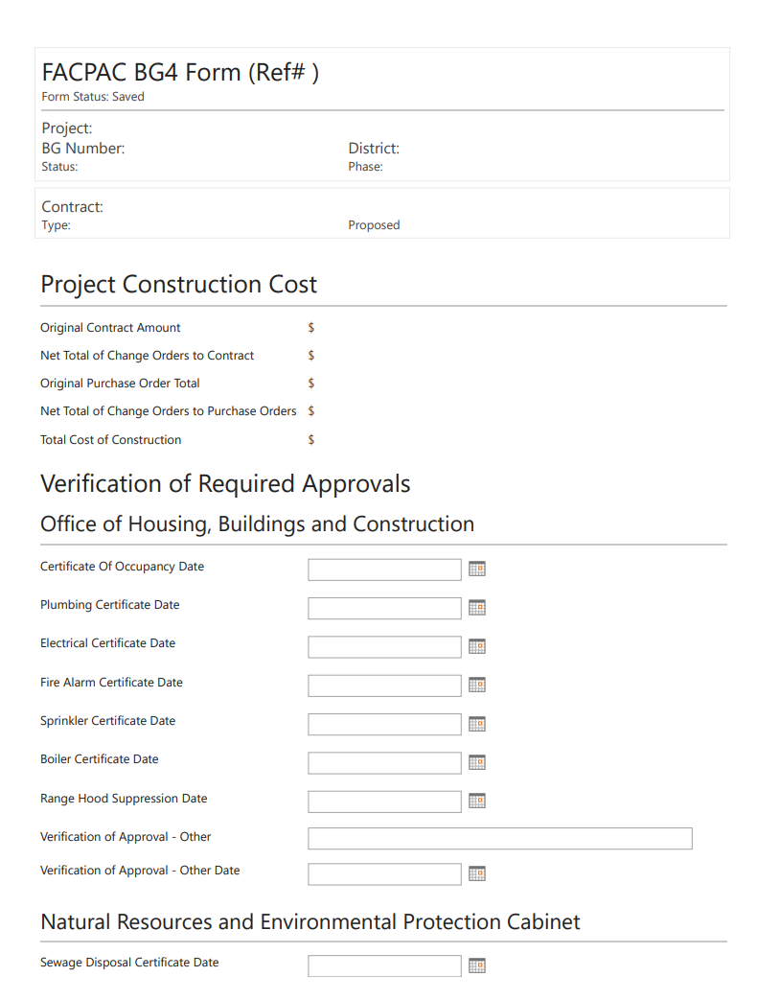 FACPAC BG4 Form (Ref# )
Form Status: Saved
Project:
BG Number: District:
Status: Phase:
Contract:
Type: Proposed
Project Construction Cost
Original Contract Amount $
Net Total of Change Orders to Contract $
Original Purchase Order Total $
Net Total of Change Orders to Purchase Orders $
Total Cost of Construction $
Verification of Required Approvals
Office of Housing, Buildings and Construction
Certificate Of Occupancy Date
Plumbing Certificate Date
Electrical Certificate Date
Fire Alarm Certificate Date
Sprinkler Certificate Date
Boiler Certificate Date
Range Hood Suppression Date
Verification of Approval - Other
Verification of Approval - Other Date
Natural Resources and Environmental Protection Cabinet
Sewage Disposal Certificate Date